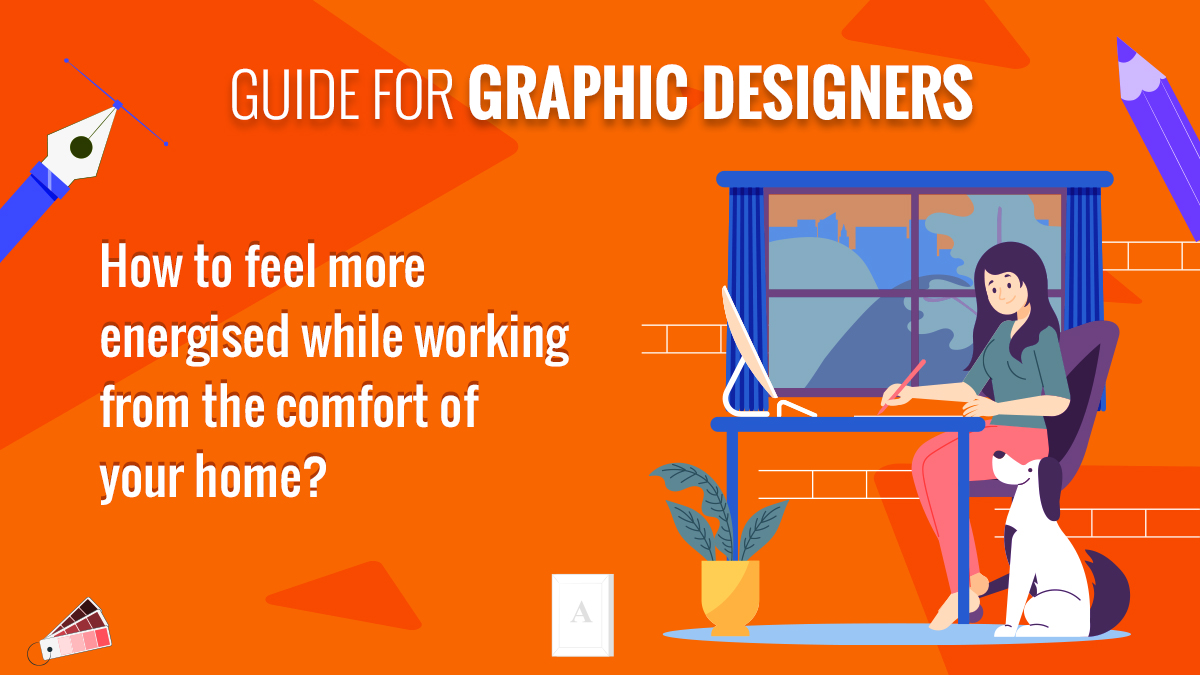 GUIDE FOR GRAPHIC DESIGNERS
How to feel more
energised while working
from the comfort of
your home?
A